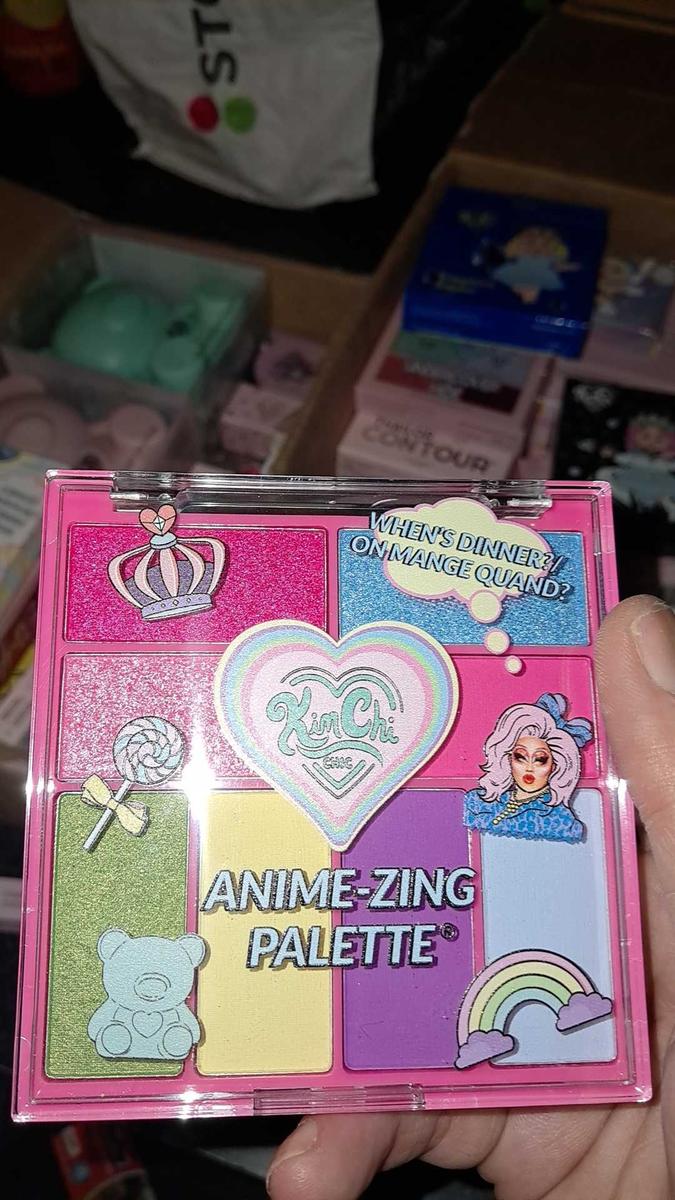 STO
CONTOUR
WHEN'S DINNER?/
ON MANGE QUAND?
KimChi
CHIC
ANIME-ZING
PALETTE®